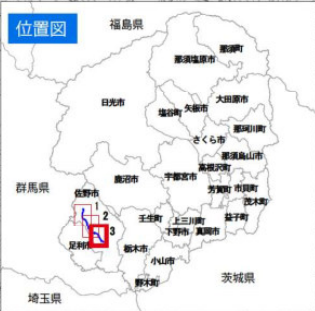 位置図
福島県
那須町
那須塩原市
日光市
大田原市
塩谷町
矢板市
那珂川町
さくら市
那須烏山市
高根沢町
鹿沼市
宇都宮市
芳賀町
市貝町
茂木町
群馬県
佐野市
1
2
3
壬生町
上三川町
益子町
足利市
栃木市
下野市
真岡市
小山市
野木町
茨城県
埼玉県